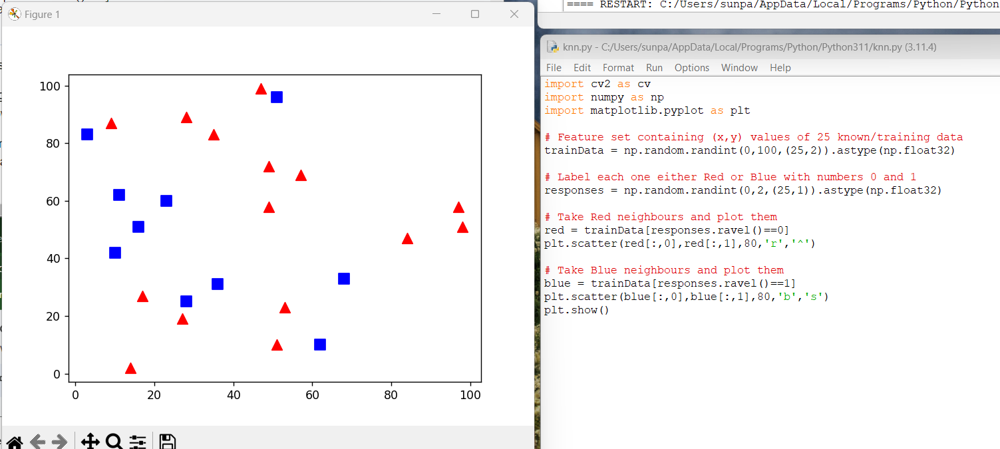 Figure 1
100
80
60
40
20
0
0 20 40 60 80 100
==== RESTART: C:/Users/sunpa/AppData/Local/Programs/Python/Python
knn.py - C:/Users/sunpa/AppData/Local/Programs/Python/Python311/knn.py (3.11.4)
File Edit Format Run Options Window Help
import cv2 as cv
import numpy as np
import matplotlib.pyplot as plt
# Feature set containing (x,y) values of 25 known/training data
trainData = np.random.randint(0,100,(25,2)).astype(np.float32)
# Label each one either Red or Blue with numbers 0 and 1
responses = np.random.randint(0,2,(25,1)).astype(np.float32)
# Take Red neighbours and plot them
red = trainData[responses.ravel()==0]
plt.scatter(red[:,0],red[:,1],80,'r','^')
# Take Blue neighbours and plot them
blue = trainData[responses.ravel()==1]
plt.scatter(blue[:,0],blue[:,1],80,'b','s')
plt.show()